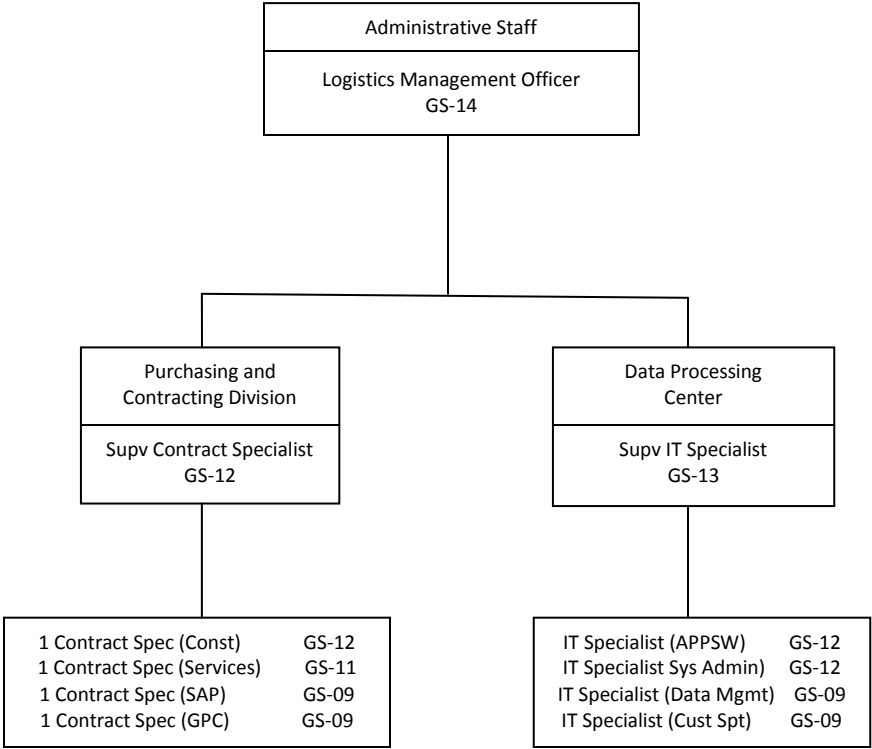 Administrative Staff
Logistics Management Officer
GS-14
Purchasing and
Contracting Division
Supv Contract Specialist
GS-12
Data Processing
Center
Supv IT Specialist
GS-13
1 Contract Spec (Const) GS-12
1 Contract Spec (Services) GS-11
1 Contract Spec (SAP) GS-09
1 Contract Spec (GPC) GS-09
IT Specialist (APPSW) GS-12
IT Specialist Sys Admin) GS-12
IT Specialist (Data Mgmt) GS-09
IT Specialist (Cust Spt) GS-09